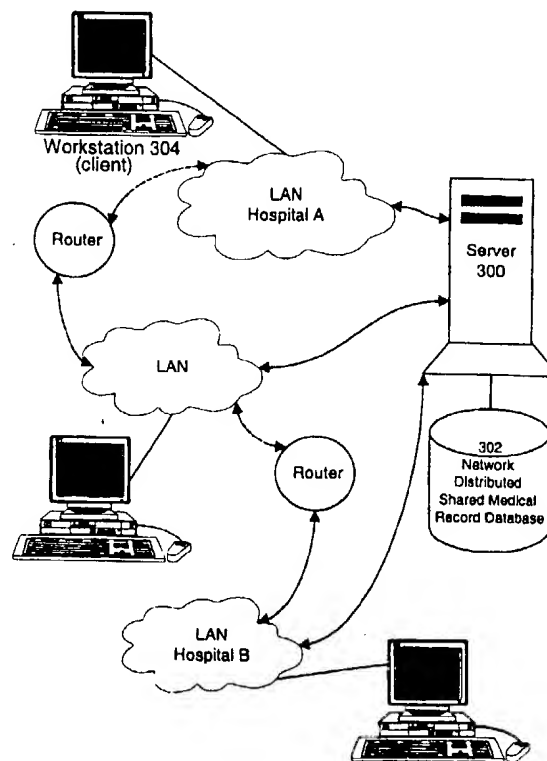 Workstation 304
(client)
LAN
Hospital A
Router
Server
300
LAN
302
Network
Distributed
Shared Medical
Record Database
Router
LAN
Hospital B